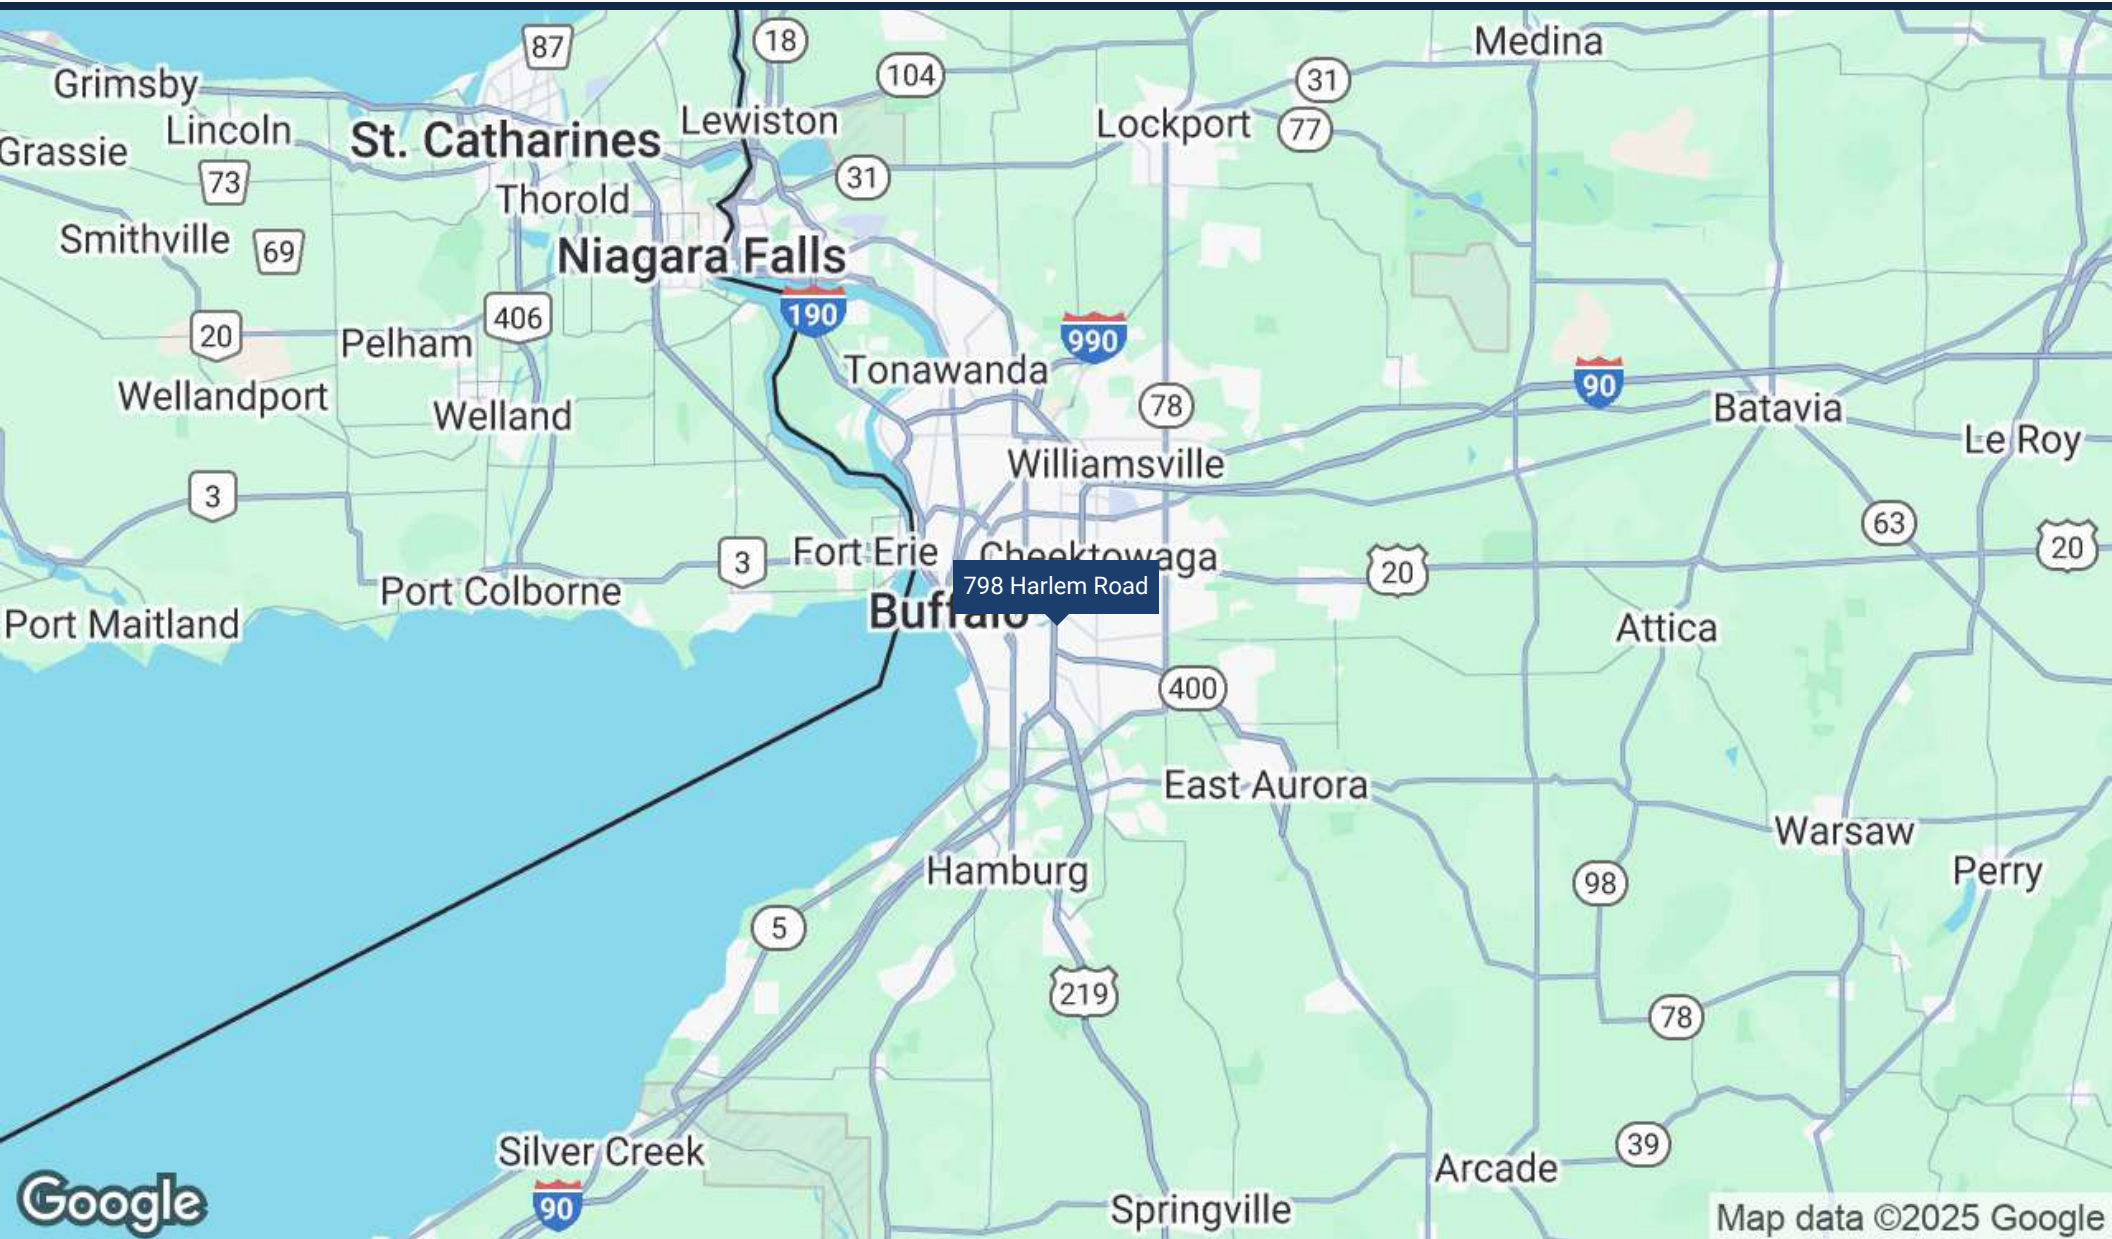 87
18
Medina
104
31
Grimsby
Lewiston
Lincoln
St. Catharines
Lockport
77
Grassie
73
31
Thorold
Smithville
69
Niagara Falls
190
406
20
990
Pelham
Tonawanda
90
Wellandport
78
Batavia
Welland
Le Roy
Williamsville
3
63
Fort Erie
Cheektowaga
3
20
20
798 Harlem Road
Port Colborne
Buffalo
Port Maitland
Attica
400
East Aurora
Warsaw
Hamburg
98
Perry
5
219
78
Silver Creek
39
Arcade
Google
90
Springville
Map data ©2025 Google